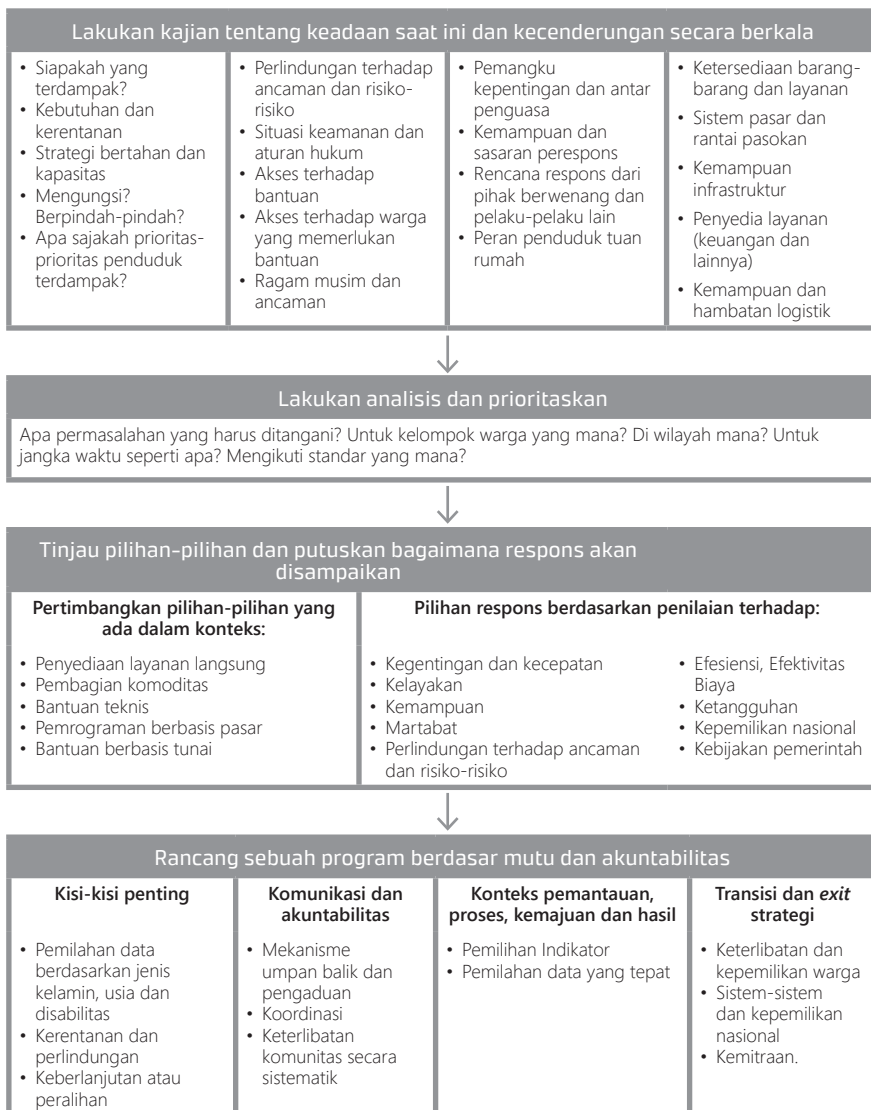 Lakukan kajian tentang keadaan saat ini dan kecenderungan secara berkala
• Siapakah yang
terdampak?
• Kebutuhan dan
kerentanan
• Strategi bertahan dan
kapasitas
• Mengungsi?
Berpindah-pindah?
• Apa sajakah prioritas-
prioritas penduduk
terdampak?
• Perlindungan terhadap
ancaman dan risiko-
risiko
• Situasi keamanan dan
aturan hukum
• Akses terhadap
bantuan
• Akses terhadap warga
yang memerlukan
bantuan
• Ragam musim dan
ancaman
• Pemangku
kepentingan dan antar
penguasa
• Kemampuan dan
sasaran perespons
• Rencana respons dari
pihak berwenang dan
pelaku-pelaku lain
• Peran penduduk tuan
rumah
• Ketersediaan barang-
barang dan layanan
• Sistem pasar dan
rantai pasokan
• Kemampuan
infrastruktur
• Penyedia layanan
(keuangan dan
lainnya)
• Kemampuan dan
hambatan logistik
Lakukan analisis dan prioritaskan
Apa permasalahan yang harus ditangani? Untuk kelompok warga yang mana? Di wilayah mana? Untuk
jangka waktu seperti apa? Mengikuti standar yang mana?
Tinjau pilihan-pilihan dan putuskan bagaimana respons akan
disampaikan
Pertimbangkan pilihan-pilihan yang
ada dalam konteks:
• Penyediaan layanan langsung
• Pembagian komoditas
• Bantuan teknis
• Pemrograman berbasis pasar
• Bantuan berbasis tunai
Pilihan respons berdasarkan penilaian terhadap:
• Kegentingan dan kecepatan
• Kelayakan
• Kemampuan
• Martabat
• Perlindungan terhadap ancaman
dan risiko-risiko
• Efesiensi, Efektivitas
Biaya
• Ketangguhan
• Kepemilikan nasional
• Kebijakan pemerintah
Rancang sebuah program berdasar mutu dan akuntabilitas
Kisi-kisi penting
• Pemilahan data
berdasarkan jenis
kelamin, usia dan
disabilitas
• Kerentanan dan
perlindungan
• Keberlanjutan atau
peralihan
Komunikasi dan
akuntabilitas
• Mekanisme
umpan balik dan
pengaduan
• Koordinasi
• Keterlibatan
komunitas secara
sistematik
Konteks pemantauan,
proses, kemajuan dan hasil
• Pemilihan Indikator
• Pemilahan data yang tepat
Transisi dan exit
strategi
• Keterlibatan dan
kepemilikan warga
• Sistem-sistem
dan kepemilikan
nasional
• Kemitraan.